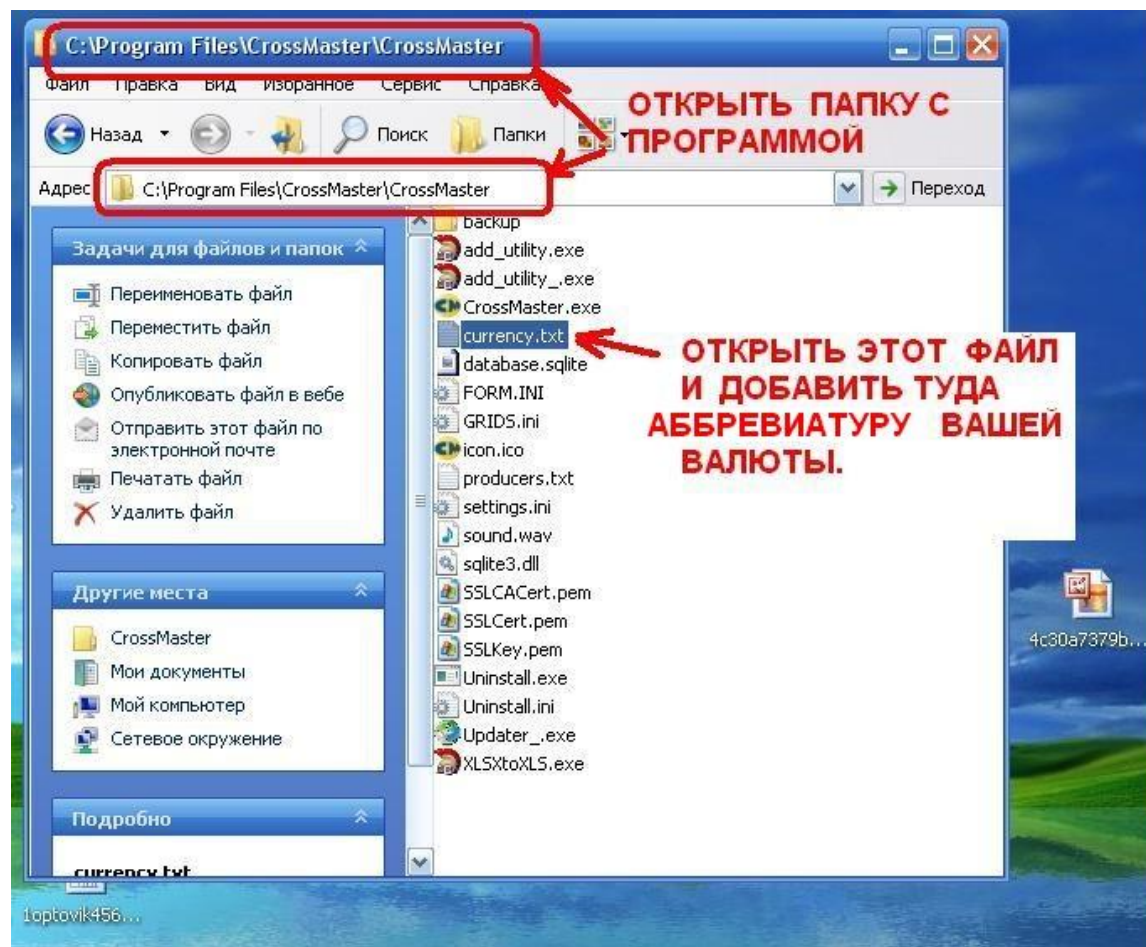 C:\Program Files\CrossMaster\CrossMaster
Файл Правка Вид Избранное Сервис Справка
Назад Поиск Папки
ОТКРЫТЬ ПАПКУ С
ПРОГРАММОЙ
Адрес C:\Program Files\CrossMaster\CrossMaster Переход
Задачи для файлов и папок
Переименовать файл
Переместить файл
Копировать файл
Опубликовать файл в вебе
Отправить этот файл по
электронной почте
Печатать файл
Удалить файл
Другие места
CrossMaster
Мои документы
Мой компьютер
Сетевое окружение
Подробно
currency.txt
backup
add_utility.exe
add_utility_.exe
CrossMaster.exe
currency.txt
database.sqlite
FORM.INI
GRIDS.ini
icon.ico
producers.txt
settings.ini
sound.wav
sqlite3.dll
SSLCACert.pem
SSLCert.pem
SSLKey.pem
Uninstall.exe
Uninstall.ini
Updater_.exe
XLSXtoXLS.exe
ОТКРЫТЬ ЭТОТ ФАЙЛ
И ДОБАВИТЬ ТУДА
АББРЕВИАТУРУ ВАШЕЙ
ВАЛЮТЫ.
4c30a7379b...
1optovik456...